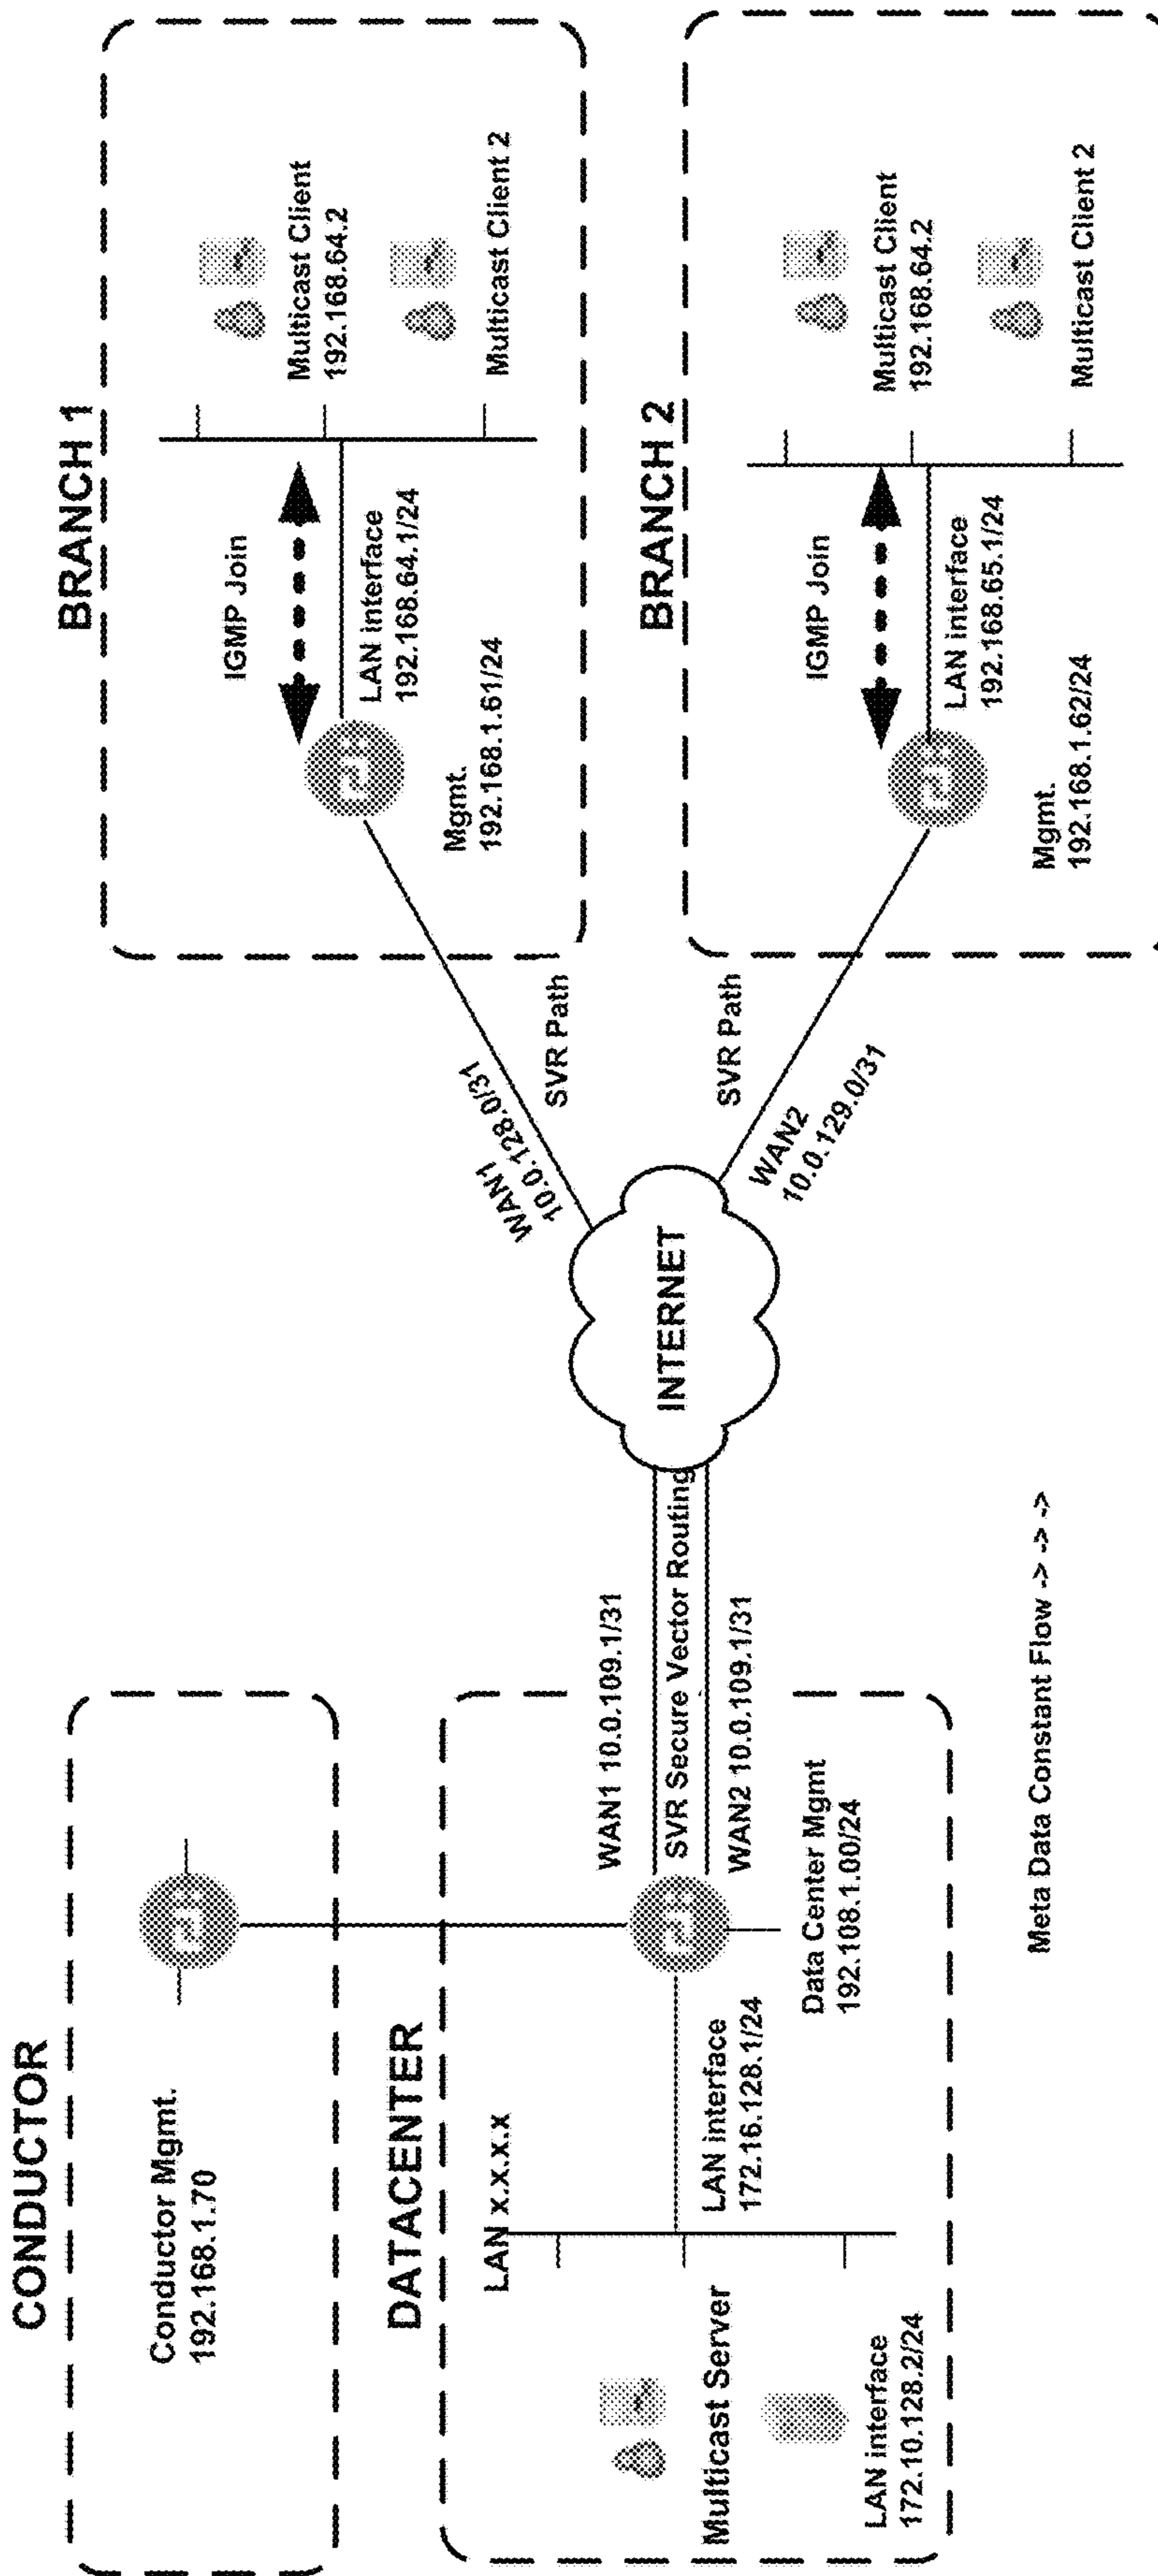 CONDUCTOR
Conductor Mgmt.
192.168.1.70
DATACENTER
LAN x.x.x.x
Multicast Server
LAN interface
172.10.128.2/24
LAN interface
172.16.128.1/24
Data Center Mgmt
192.108.1.00/24
WAN1 10.0.109.1/31
SVR Secure Vector Routing
WAN2 10.0.109.1/31
INTERNET
Meta Data Constant Flow -> -> ->
WAN1
10.0.128.0/31
SVR Path
SVR Path
WAN2
10.0.129.0/31
BRANCH 1
IGMP Join
LAN interface
192.168.64.1/24
Mgmt.
192.168.1.61/24
Multicast Client
192.168.64.2
Multicast Client 2
BRANCH 2
IGMP Join
LAN interface
192.168.65.1/24
Mgmt.
192.168.1.62/24
Multicast Client
192.168.64.2
Multicast Client 2